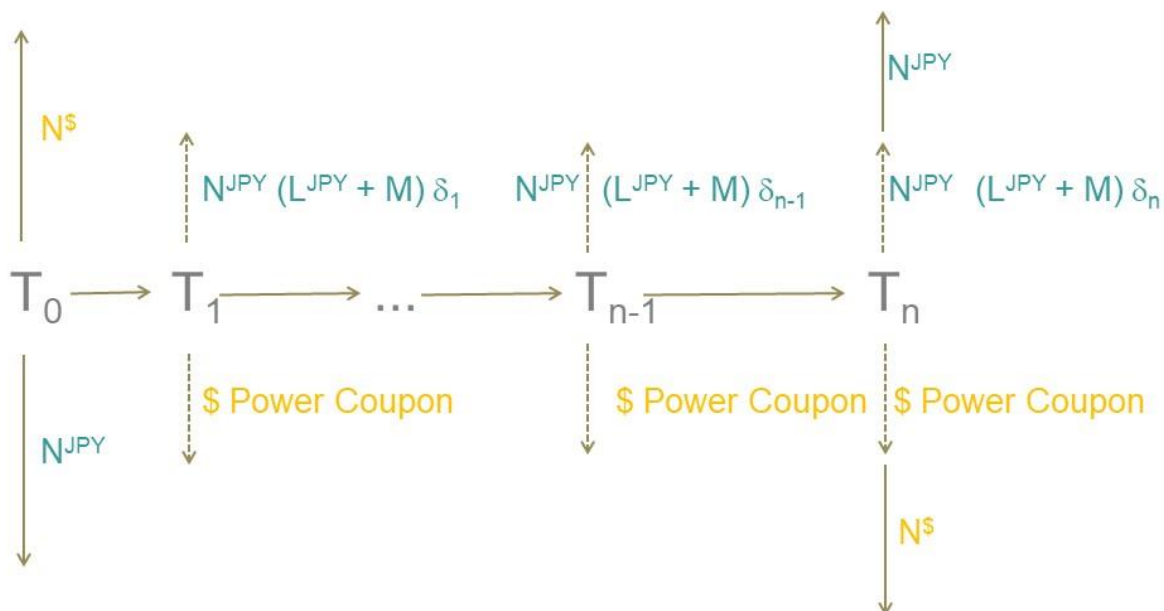 N^JPY
N^$
N^JPY (L^JPY + M) δ_1
N^JPY (L^JPY + M) δ_n-1
N^JPY (L^JPY + M) δ_n
T_0 T_1 ... T_n-1 T_n
$ Power Coupon
$ Power Coupon
$ Power Coupon
N^JPY
N^$